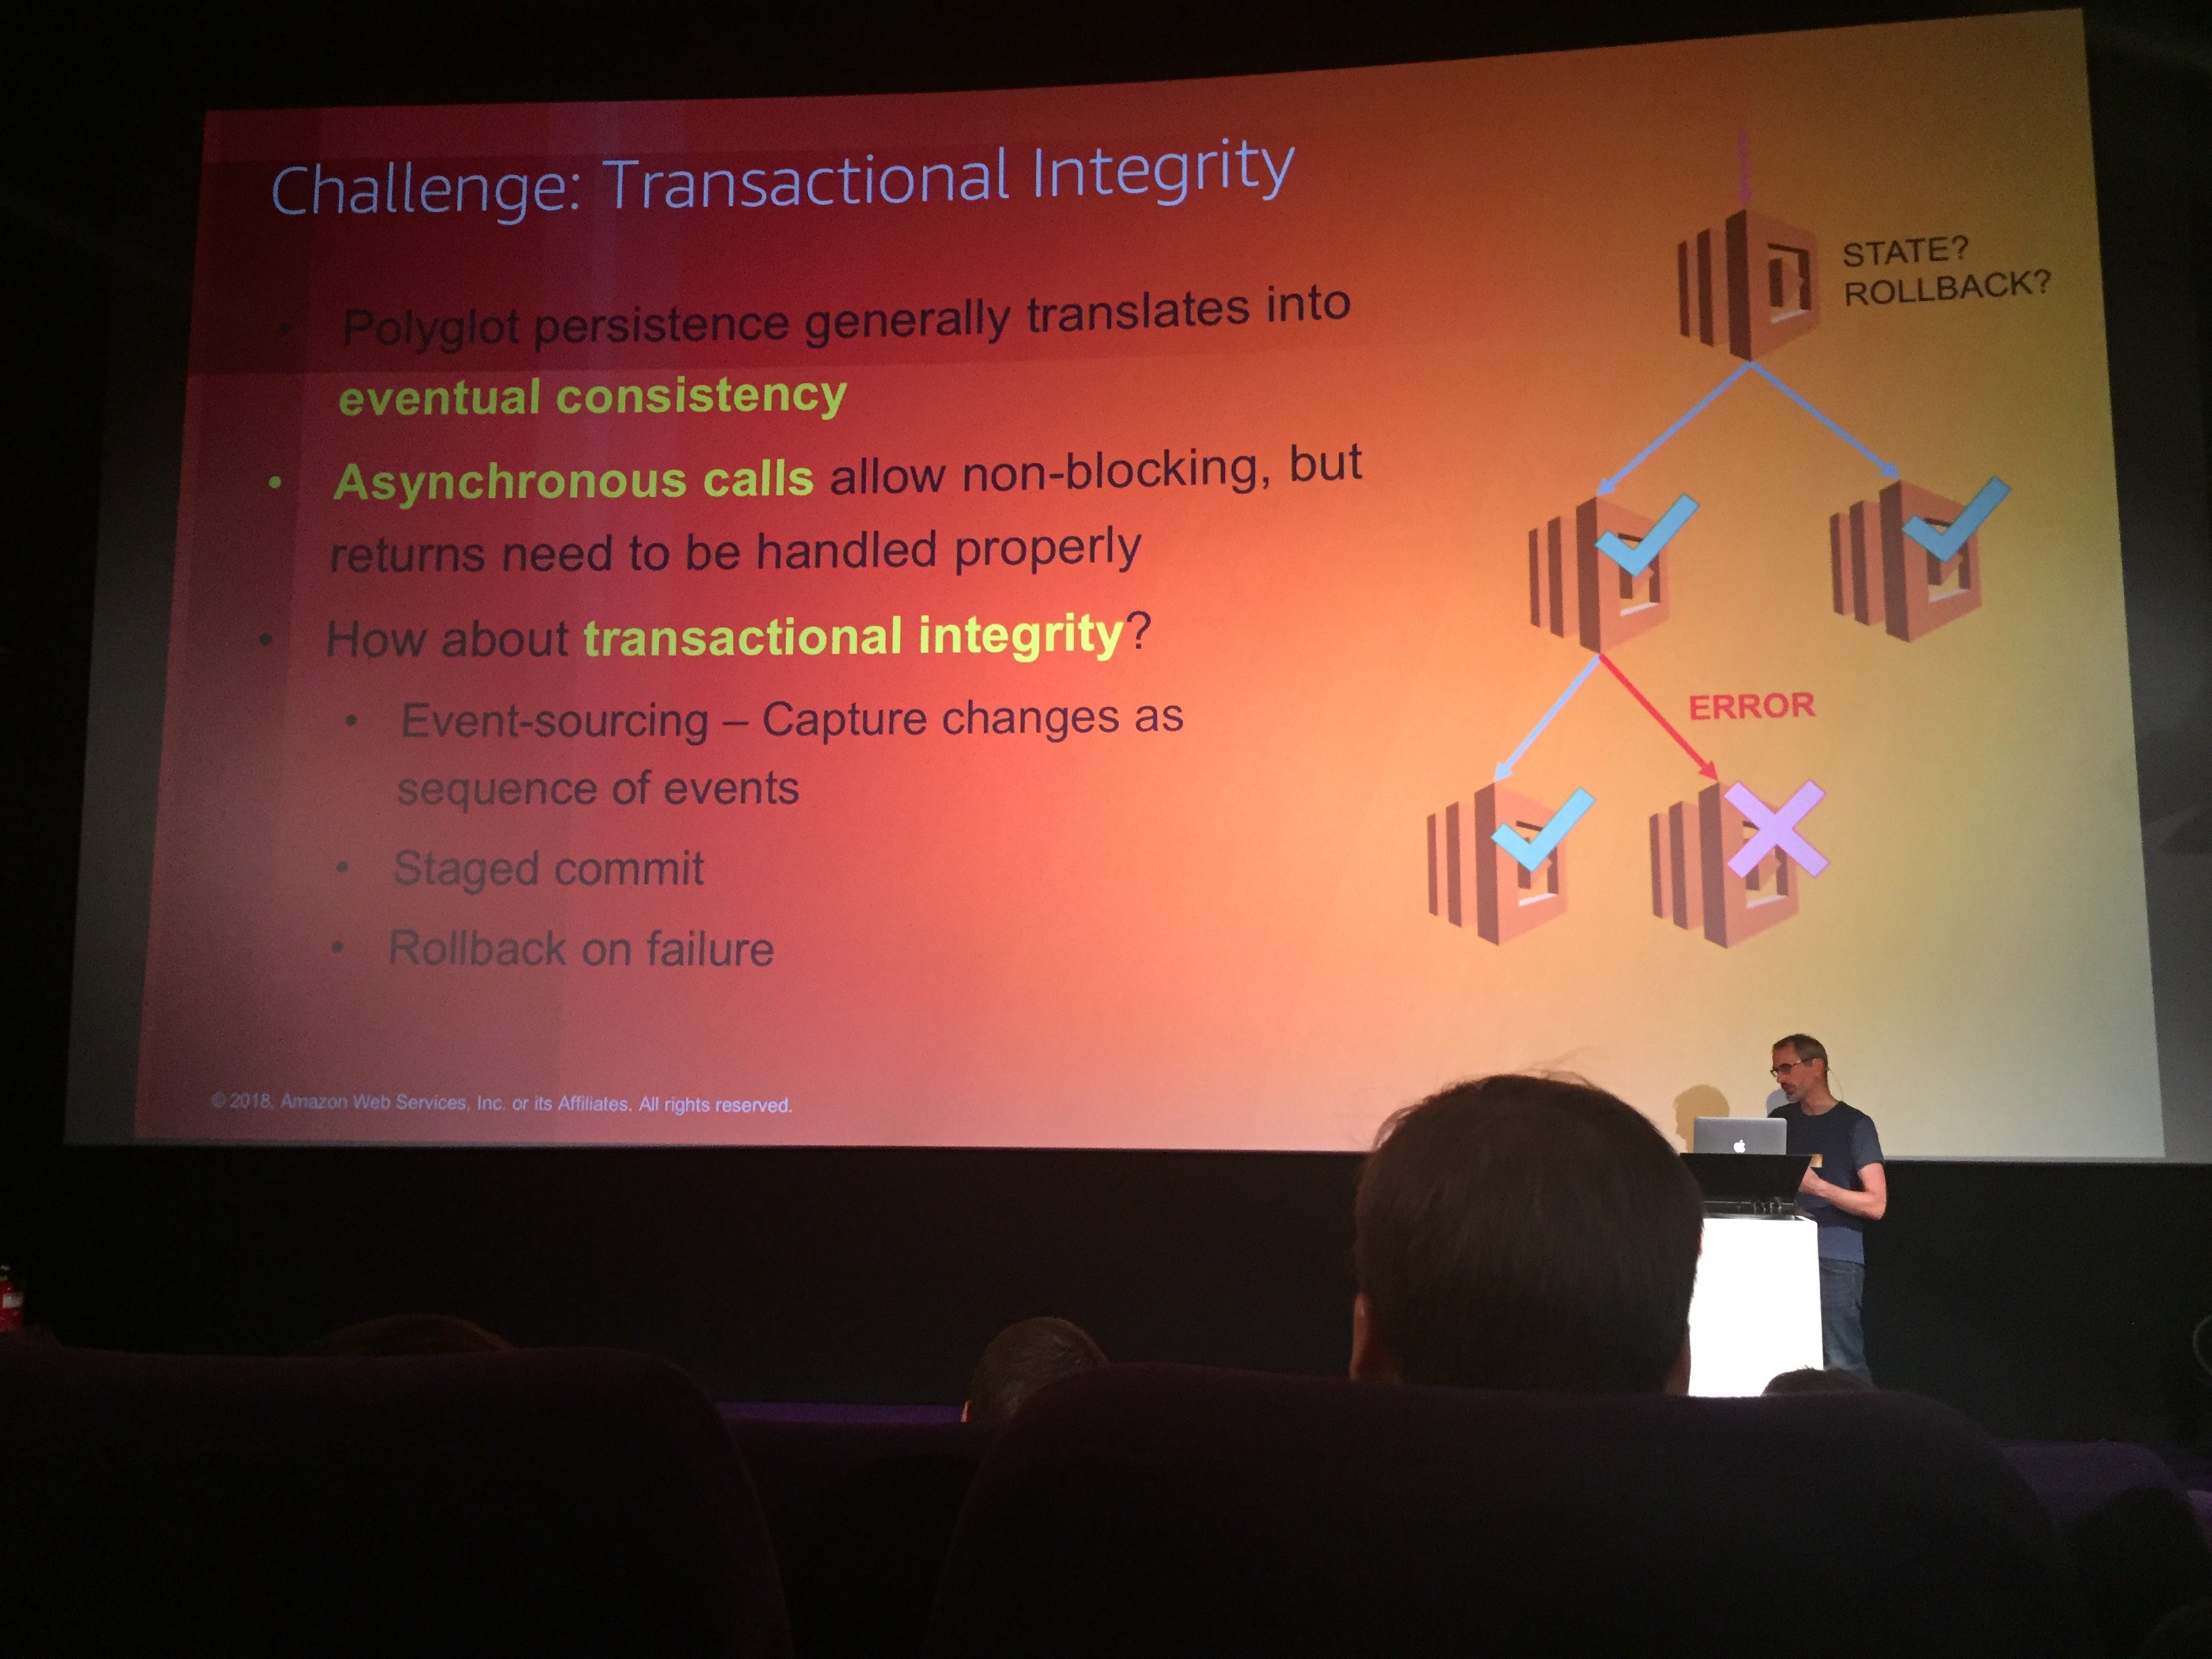 Challenge: Transactional Integrity
• Polyglot persistence generally translates into
eventual consistency
• Asynchronous calls allow non-blocking, but
returns need to be handled properly
• How about transactional integrity?
• Event-sourcing – Capture changes as
sequence of events
• Staged commit
• Rollback on failure
STATE?
ROLLBACK?
ERROR
© 2018, Amazon Web Services, Inc. or its Affiliates. All rights reserved.